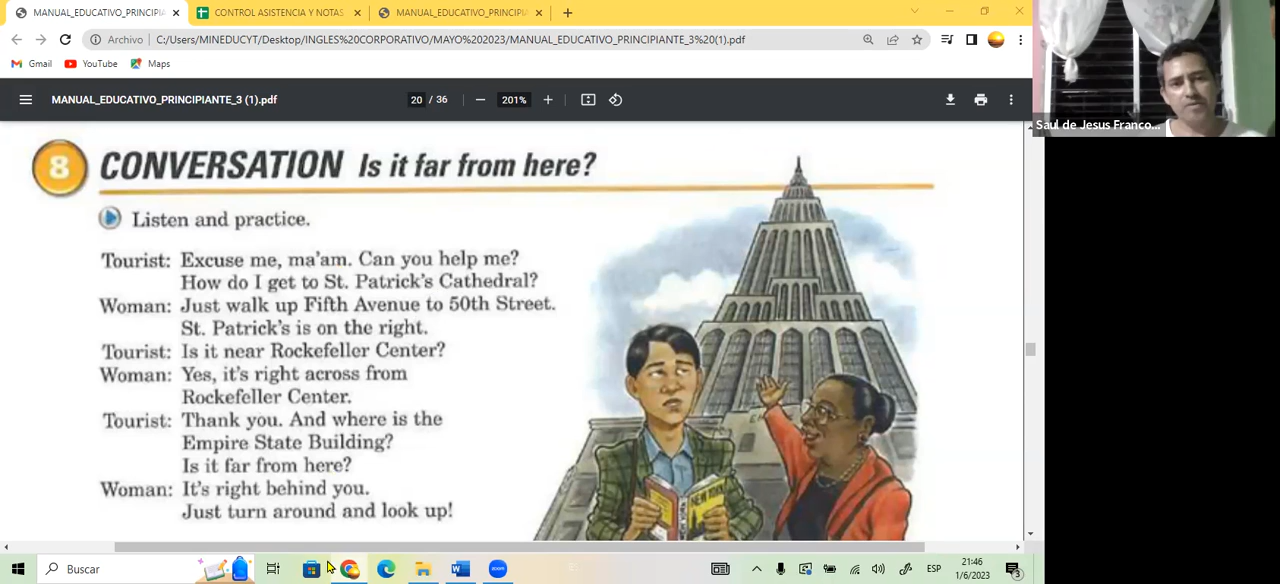 MANUAL_EDUCATIVO_PRINCIPIA
CONTROL ASISTENCIA Y NOTAS
MANUAL_EDUCATIVO_PRINCIPIA
Archivo
C:/Users/MINEDUCYT/Desktop/INGLES%20CORPORATIVO/MAYO%202023/MANUAL_EDUCATIVO_PRINCIPIANTE_3%20(1).pdf
Gmail
YouTube
Maps
MANUAL_EDUCATIVO_PRINCIPIANTE_3 (1).pdf
20 / 36
201%
Saul de Jesus Franco...
8 CONVERSATION Is it far from here?
Listen and practice.
Tourist: Excuse me, ma'am. Can you help me?
How do I get to St. Patrick's Cathedral?
Woman: Just walk up Fifth Avenue to 50th Street.
St. Patrick's is on the right.
Tourist: Is it near Rockefeller Center?
Woman: Yes, it's right across from
Rockefeller Center.
Tourist: Thank you. And where is the
Empire State Building?
Is it far from here?
Woman: It's right behind you.
Just turn around and look up!
NEW YORK
Buscar
zoom
ESP
21:46
1/6/2023
3